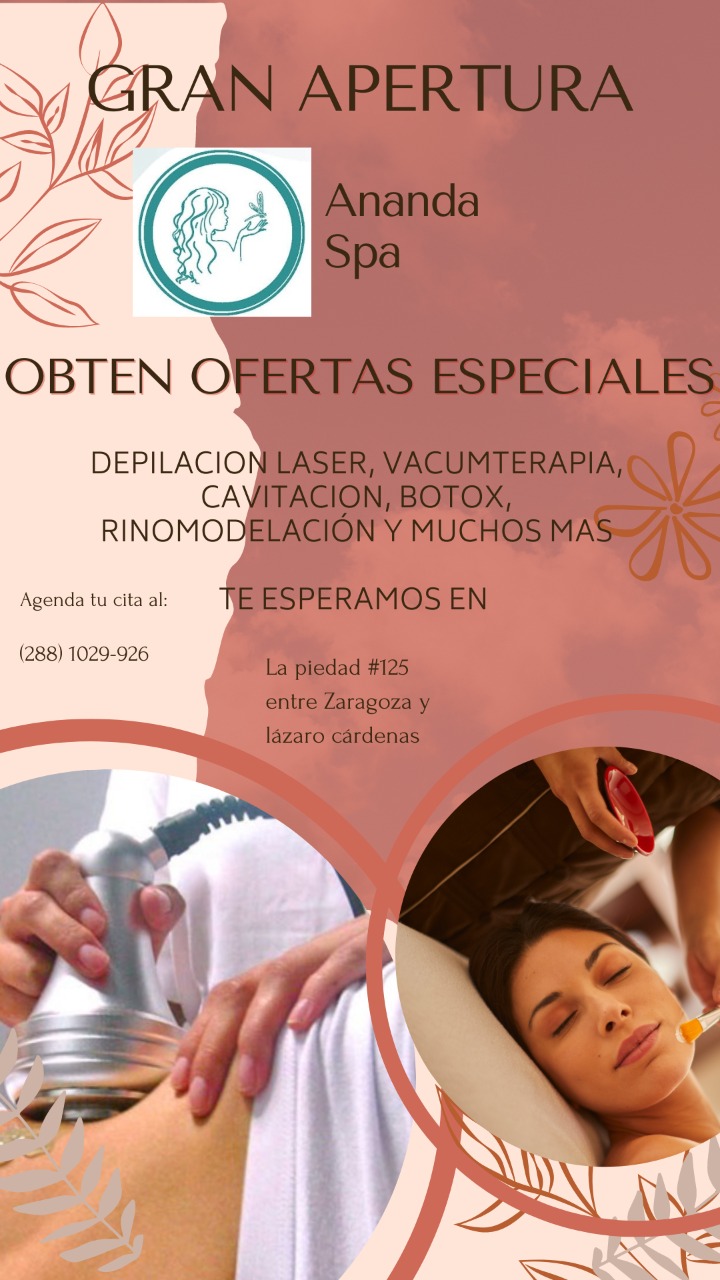 GRAN APERTURA
Ananda
Spa
OBTEN OFERTAS ESPECIALES
DEPILACION LASER, VACUMTERAPIA,
CAVITACION, BOTOX,
RINOMODELACIÓN Y MUCHOS MAS
TE ESPERAMOS EN
Agenda tu cita al:
(288) 1029-926
La piedad #125
entre Zaragoza y
lázaro cárdenas